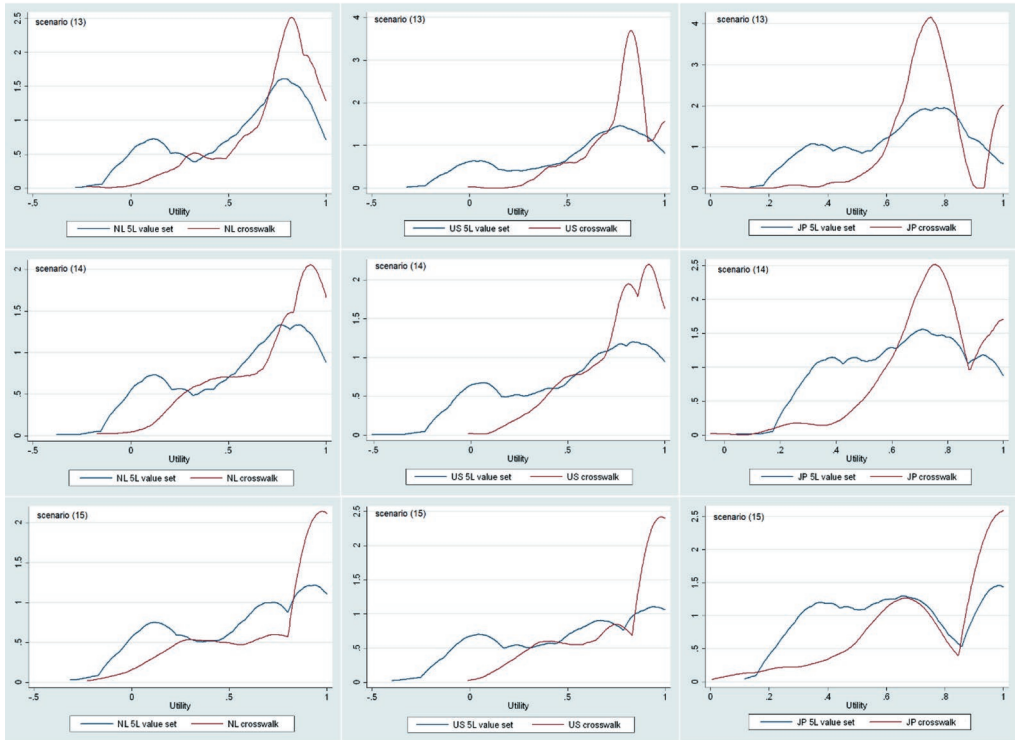 scenario (13)
2.5
2
1.5
1
.5
0
-.5 0 .5 1
Utility
NL 5L value set NL crosswalk
scenario (13)
4
3
2
1
0
-.5 0 .5 1
Utility
US 5L value set US crosswalk
scenario (13)
4
3
2
1
0
0 .2 .4 .6 .8 1
Utility
JP 5L value set JP crosswalk
scenario (14)
2
1.5
1
.5
0
-.5 0 .5 1
Utility
NL 5L value set NL crosswalk
scenario (14)
2
1.5
1
.5
0
-.5 0 .5 1
Utility
US 5L value set US crosswalk
scenario (14)
2.5
2
1.5
1
.5
0
0 .2 .4 .6 .8 1
Utility
JP 5L value set JP crosswalk
scenario (15)
2
1.5
1
.5
0
-.5 0 .5 1
Utility
NL 5L value set NL crosswalk
scenario (15)
2.5
2
1.5
1
.5
0
-.5 0 .5 1
Utility
US 5L value set US crosswalk
scenario (15)
2.5
2
1.5
1
.5
0
0 .2 .4 .6 .8 1
Utility
JP 5L value set JP crosswalk